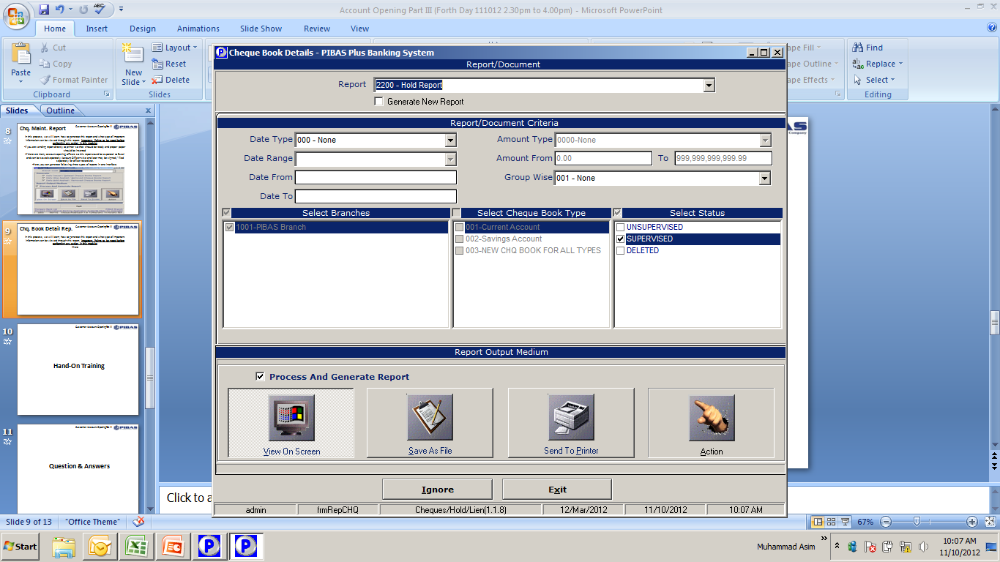 Account Opening Part III (Forth Day 111012 2.30pm to 4.00pm) - Microsoft PowerPoint
Home Insert Design Animations Slide Show Review View
Paste
Cut
Copy
Format Painter
Clipboard
New Slide
Layout
Reset
Delete
Slides
ape Fill
ape Outline
ape Effects
Find
Replace
Select
Editing
Slides Outline
8
Chq. Maint. Report
9
Chq. Book Detail Rep.
10
PIBAS
Hand-On Training
11
PIBAS
Question & Answers
Company
Cheque Book Details - PIBAS Plus Banking System
Report/Document
Report 2200 - Hold Report
Generate New Report
Report/Document Criteria
Date Type 000 - None Amount Type 0000-None
Date Range Amount From 0.00 To 999,999,999,999.99
Date From Group Wise 001 - None
Date To
Select Branches Select Cheque Book Type Select Status
1001-PIBAS Branch 001-Current Account UNSUPERVISED
002-Savings Account SUPERVISED
003-NEW CHQ BOOK FOR ALL TYPES DELETED
Report Output Medium
Process And Generate Report
View On Screen Save As File Send To Printer Action
Ignore Exit
admin frmRepCHQ Cheques/Hold/Lien(1.1.8) 12/Mar/2012 11/10/2012 10:07 AM
Click to a
Slide 9 of 13 "Office Theme" 67%
Start Muhammad Asim 10:07 AM
11/10/2012